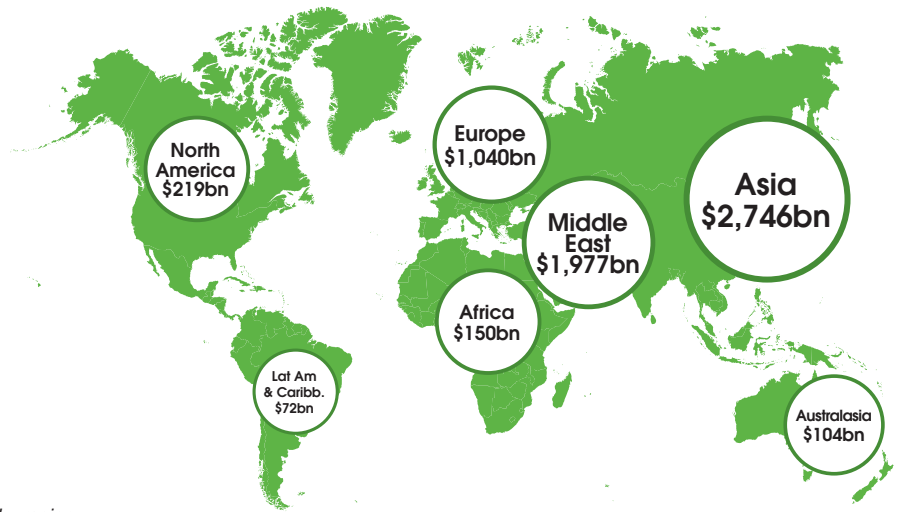 North
America
$219bn
Europe
$1,040bn
Asia
$2,746bn
Middle
East
$1,977bn
Africa
$150bn
Lat Am
& Caribb.
$72bn
Australasia
$104bn